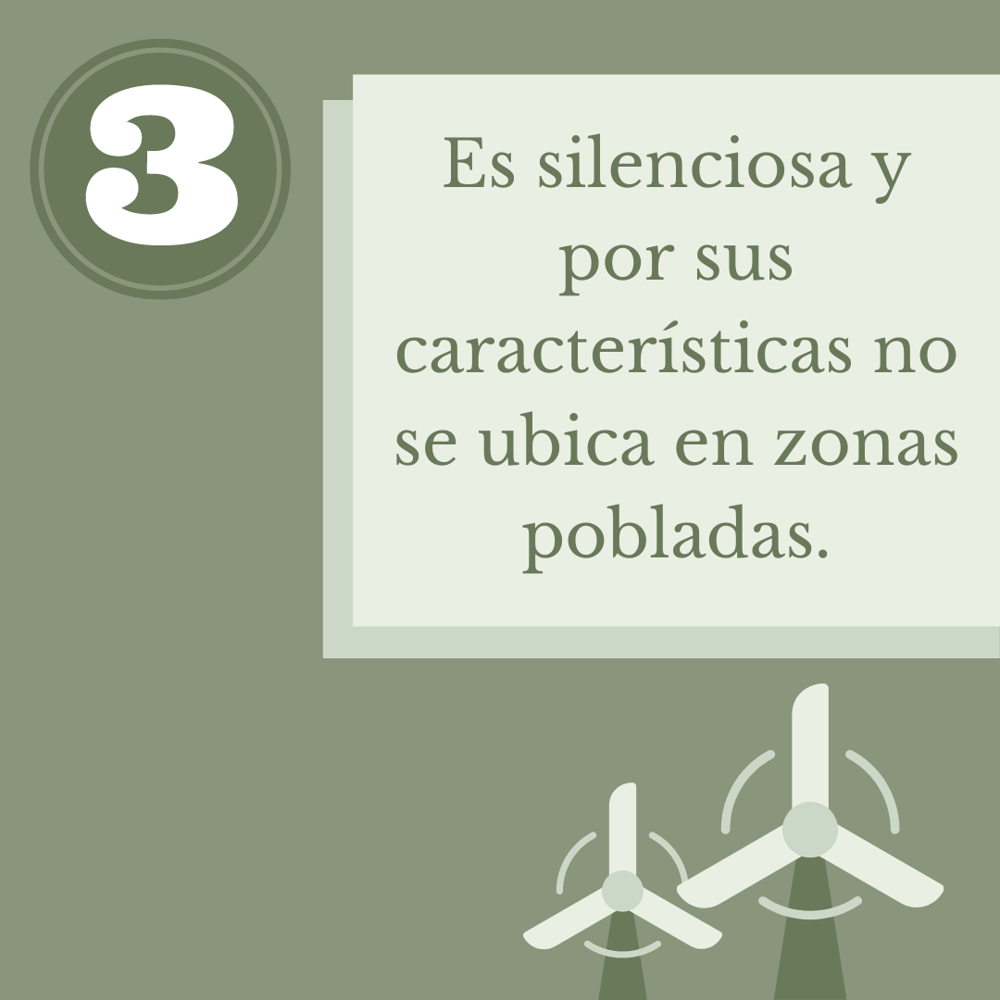 3
Es silenciosa y
por sus
características no
se ubica en zonas
pobladas.